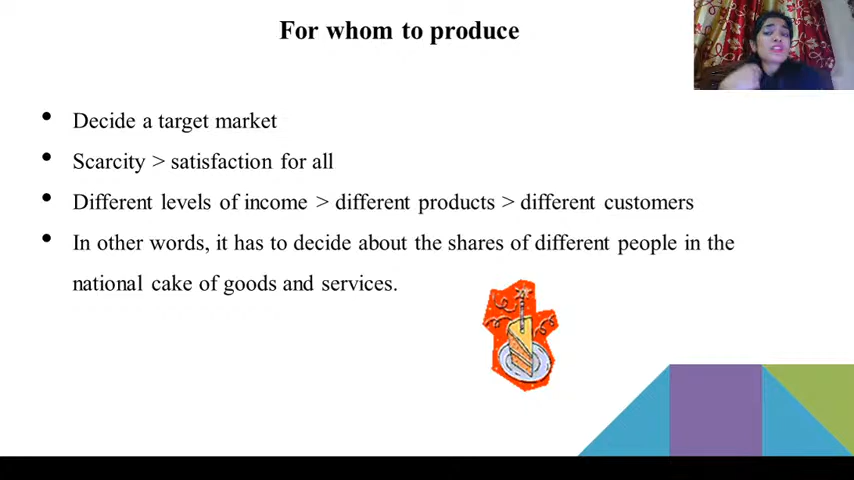 For whom to produce
• Decide a target market
• Scarcity > satisfaction for all
• Different levels of income > different products > different customers
• In other words, it has to decide about the shares of different people in the
national cake of goods and services.